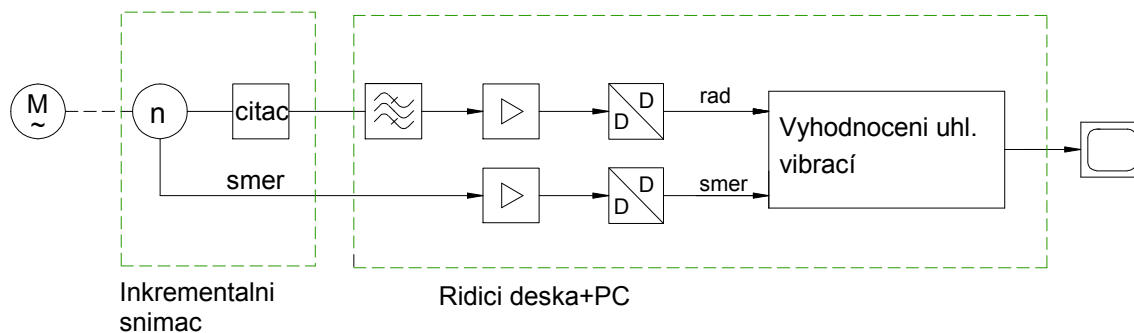 M
~
n
citac
smer
D
D
rad
D
D
smer
Vyhodnoceni uhl.
vibrací
Inkrementalni
snimac
Ridici deska+PC